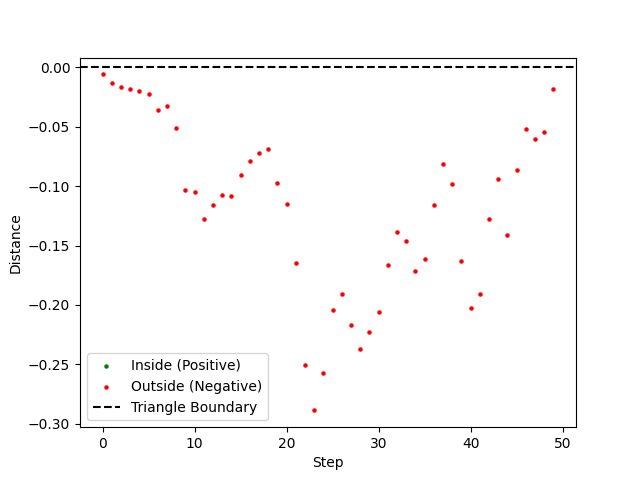 0.00
−0.05
−0.10
−0.15
−0.20
−0.25
−0.30
Distance
Inside (Positive)
Outside (Negative)
Triangle Boundary
0 10 20 30 40 50
Step